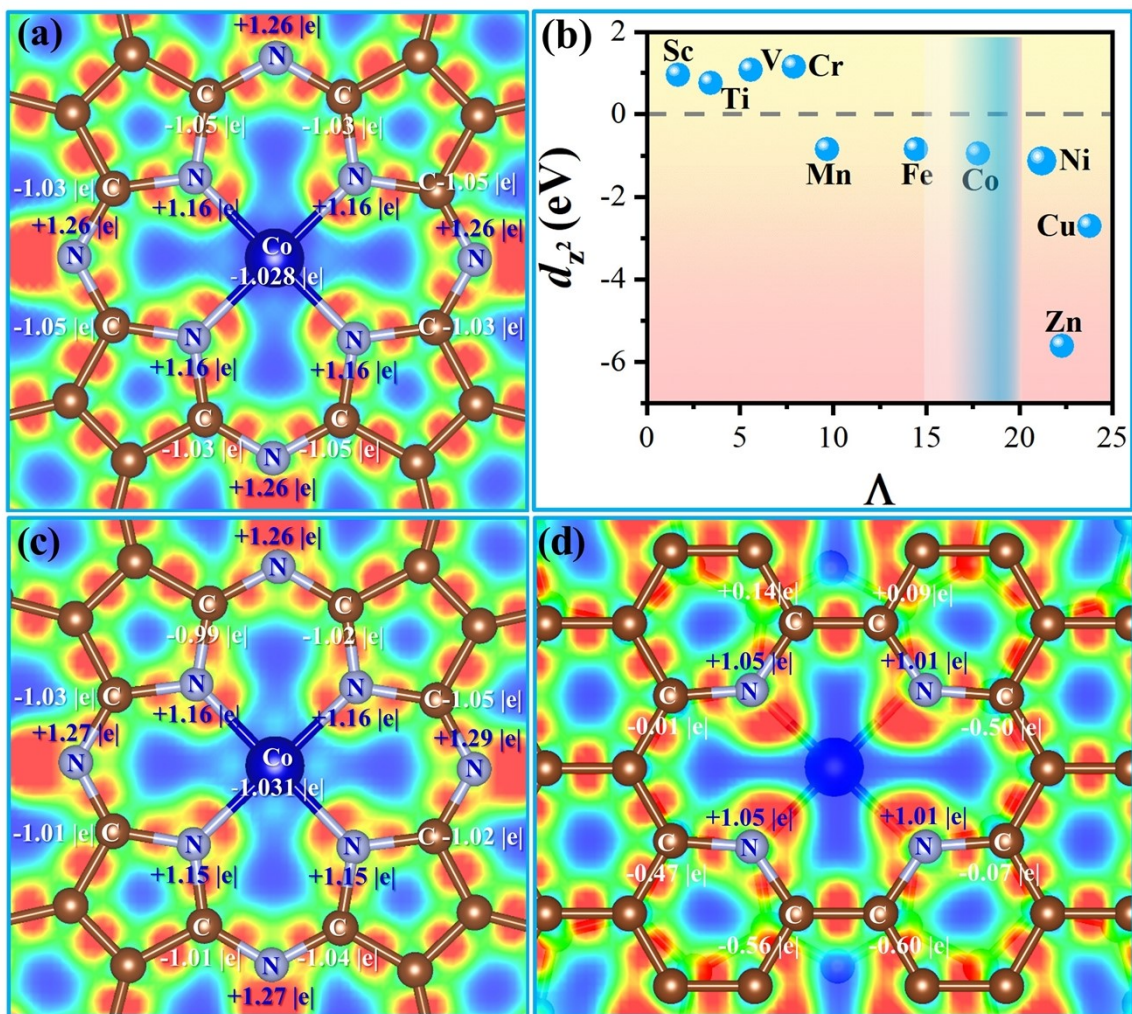 (a)
+1.26 |e|
N
C C
-1.05 |e| -1.03 |e|
-1.03 |e| C N N C -1.05 |e|
+1.26 |e| +1.16 |e| +1.16 |e| +1.26 |e|
N Co N
-1.028 |e|
-1.05 |e| C N N C -1.03 |e|
+1.16 |e| +1.16 |e|
C C
-1.03 |e| -1.05 |e|
N
+1.26 |e|
(b)
2
0
-2
-4
-6
d_z² (eV)
Sc
Ti
V
Cr
Mn
Fe
Co
Ni
Cu
Zn
0 5 10 15 20 25
Λ
(c)
+1.26 |e|
N
C C
-0.99 |e| -1.02 |e|
-1.03 |e| C N N C -1.05 |e|
+1.27 |e| +1.16 |e| +1.16 |e| +1.29 |e|
N Co N
-1.031 |e|
-1.01 |e| C N N C -1.02 |e|
+1.15 |e| +1.15 |e|
C C
-1.01 |e| -1.04 |e|
N
+1.27 |e|
(d)
+0.14|e| +0.09|e|
C C
+1.05 |e| +1.01 |e|
C N N C
-0.01 |e| -0.50 |e|
+1.05 |e| +1.01 |e|
C N N C
-0.47 |e| -0.07 |e|
C C
-0.56 |e| -0.60 |e|